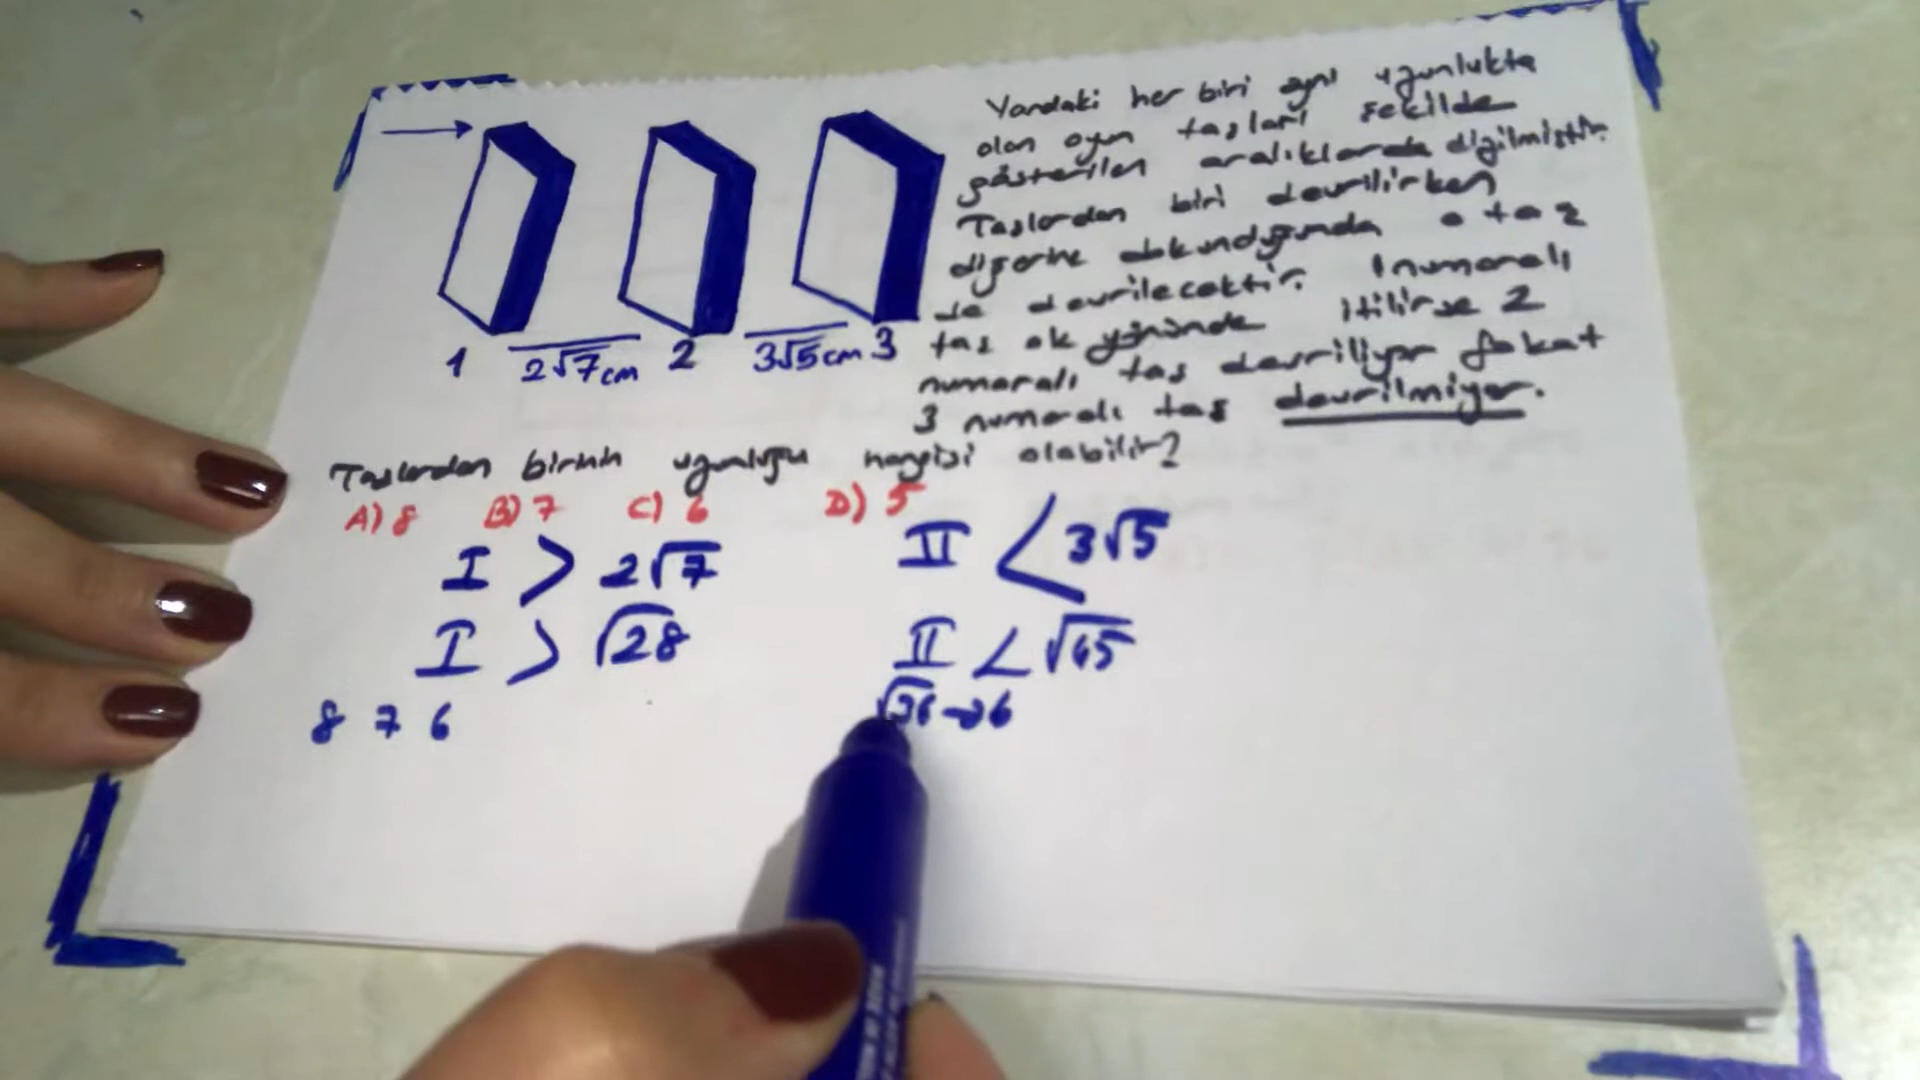 Yandaki her biri aynı uzunlukta
olan oyun taşları şekilde
gösterilen aralıklarda dizilmiştir.
Taşlardan biri devrilirken
diğerine dokunduğunda o taş
da devrilecektir. 1 numaralı
taş ok yönünde itilirse 2
numaralı taş devriliyor fakat
3 numaralı taş devrilmiyor.
1 2√7cm 2 3√5cm 3
Taşlardan birinin uzunluğu hangisi olabilir?
A) 8 B) 7 C) 6 D) 5
I > 2√7
I > √28
8 7 6
II < 3√5
II < √45
√36 → 6